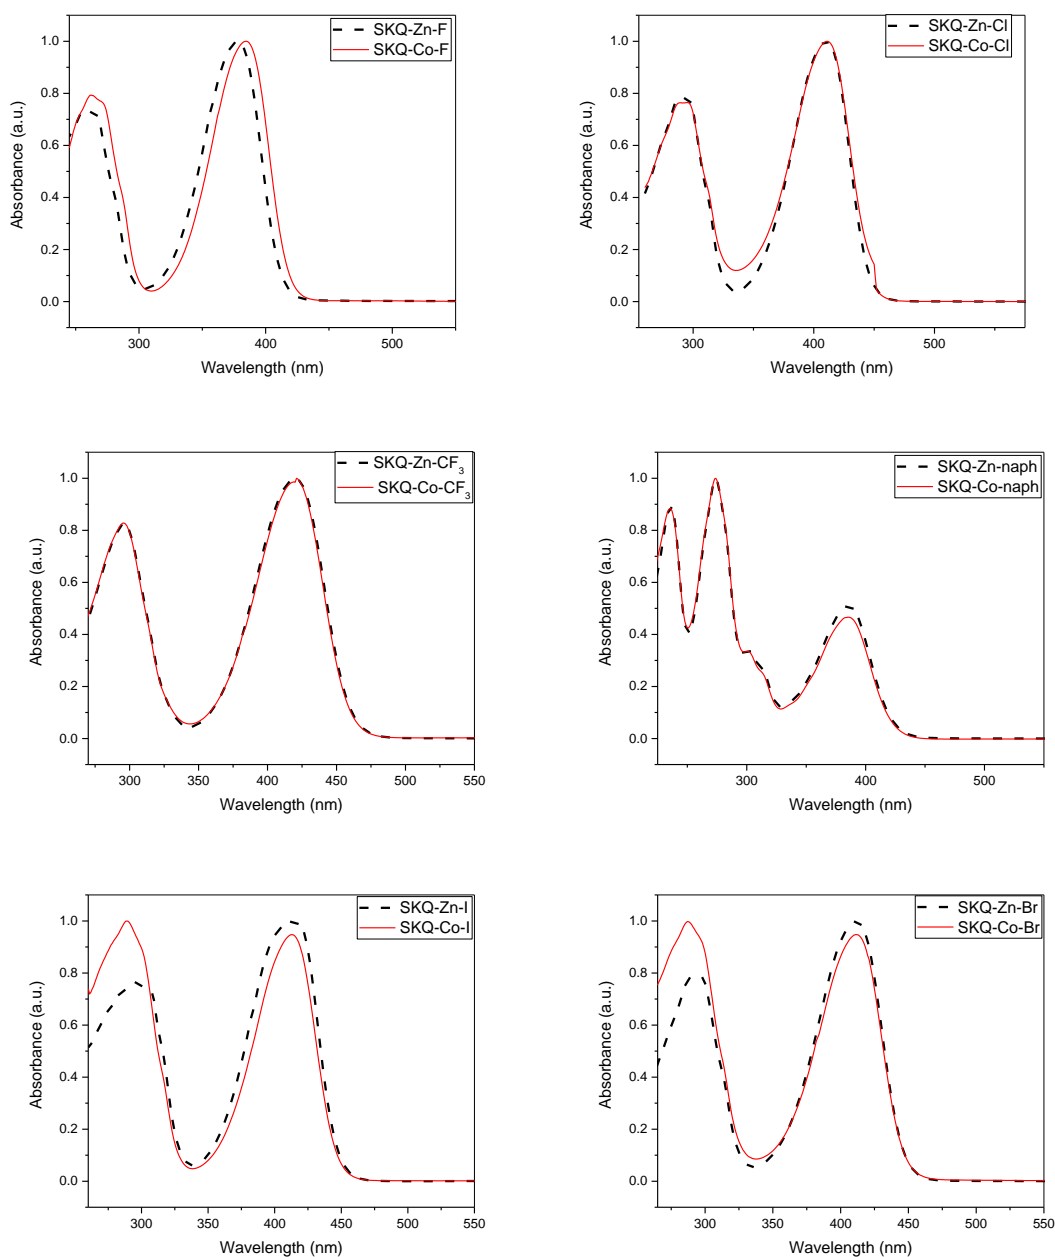 SKQ-Zn-F
SKQ-Co-F
1.0
0.8
0.6
0.4
0.2
0.0
Absorbance (a.u.)
300
400
500
Wavelength (nm)
SKQ-Zn-Cl
SKQ-Co-Cl
1.0
0.8
0.6
0.4
0.2
0.0
Absorbance (a.u.)
300
400
500
Wavelength (nm)
SKQ-Zn-CF3
SKQ-Co-CF3
1.0
0.8
0.6
0.4
0.2
0.0
Absorbance (a.u.)
300
350
400
450
500
550
Wavelength (nm)
SKQ-Zn-naph
SKQ-Co-naph
1.0
0.8
0.6
0.4
0.2
0.0
Absorbance (a.u.)
300
400
500
Wavelength (nm)
SKQ-Zn-I
SKQ-Co-I
1.0
0.8
0.6
0.4
0.2
0.0
Absorbance (a.u.)
300
350
400
450
500
550
Wavelength (nm)
SKQ-Zn-Br
SKQ-Co-Br
1.0
0.8
0.6
0.4
0.2
0.0
Absorbance (a.u.)
300
350
400
450
500
550
Wavelength (nm)